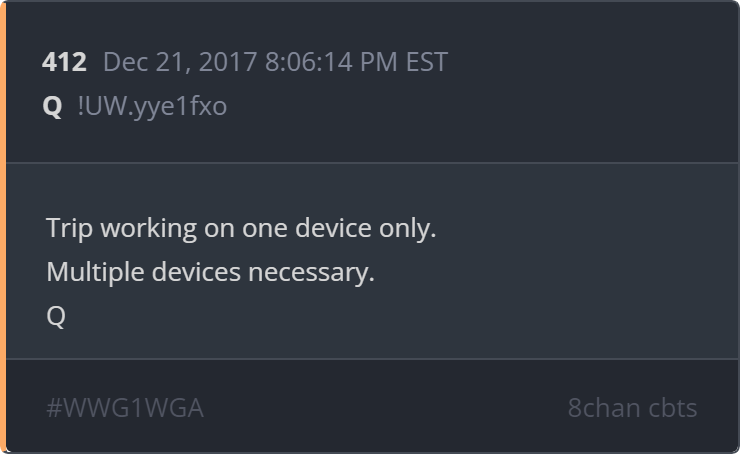 412 Dec 21, 2017 8:06:14 PM EST
Q !UW.yye1fxo
Trip working on one device only.
Multiple devices necessary.
Q
#WWG1WGA 8chan cbts